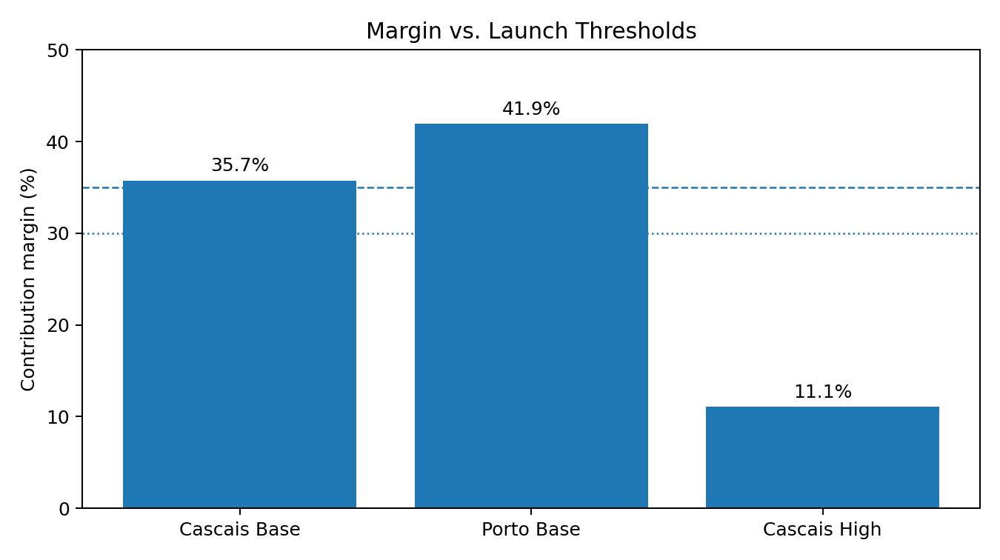 Margin vs. Launch Thresholds
Contribution margin (%)
50
40
30
20
10
0
35.7%
41.9%
11.1%
Cascais Base
Porto Base
Cascais High